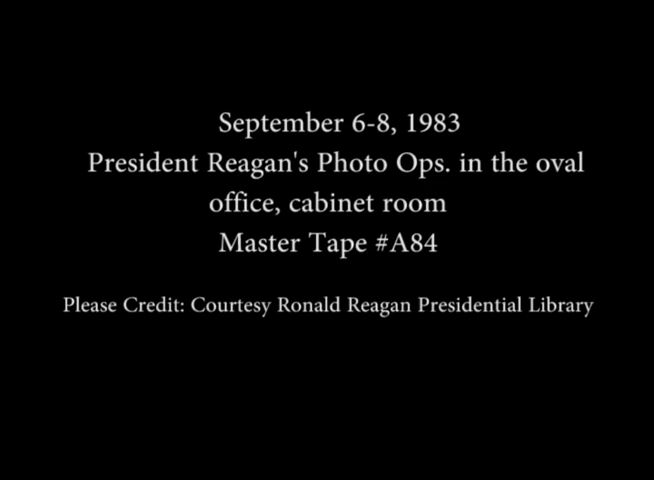 September 6-8, 1983
President Reagan's Photo Ops. in the oval
office, cabinet room
Master Tape #A84
Please Credit: Courtesy Ronald Reagan Presidential Library